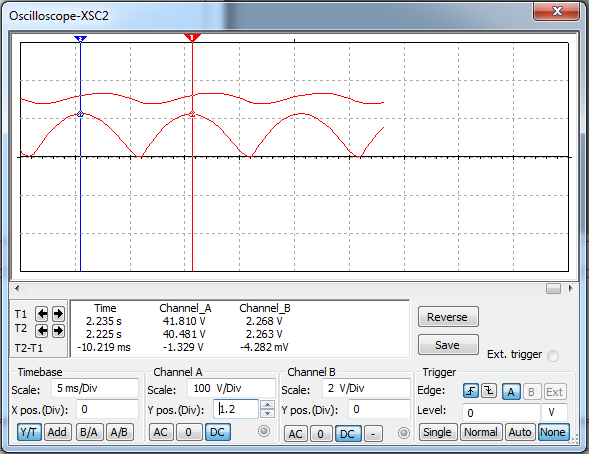 Oscilloscope-XSC2
2 1
T1
T2
T2-T1
Time Channel_A Channel_B
2.235 s 41.810 V 2.268 V
2.225 s 40.481 V 2.263 V
-10.219 ms -1.329 V -4.282 mV
Reverse
Save
Ext. trigger
Timebase Channel A Channel B Trigger
Scale: 5 ms/Div Scale: 100 V/Div Scale: 2 V/Div Edge: A B Ext
X pos.(Div): 0 Y pos.(Div): 1.2 Y pos.(Div): 0 Level: 0 V
Y/T Add B/A A/B AC 0 DC AC 0 DC - Single Normal Auto None